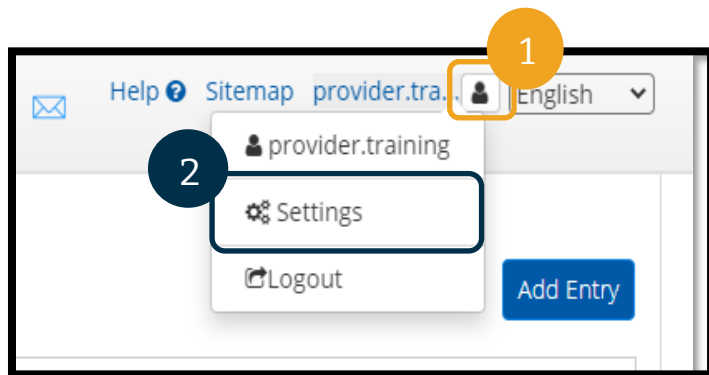 1
Help Sitemap provider.tra... English
provider.training
2
Settings
Logout
Add Entry